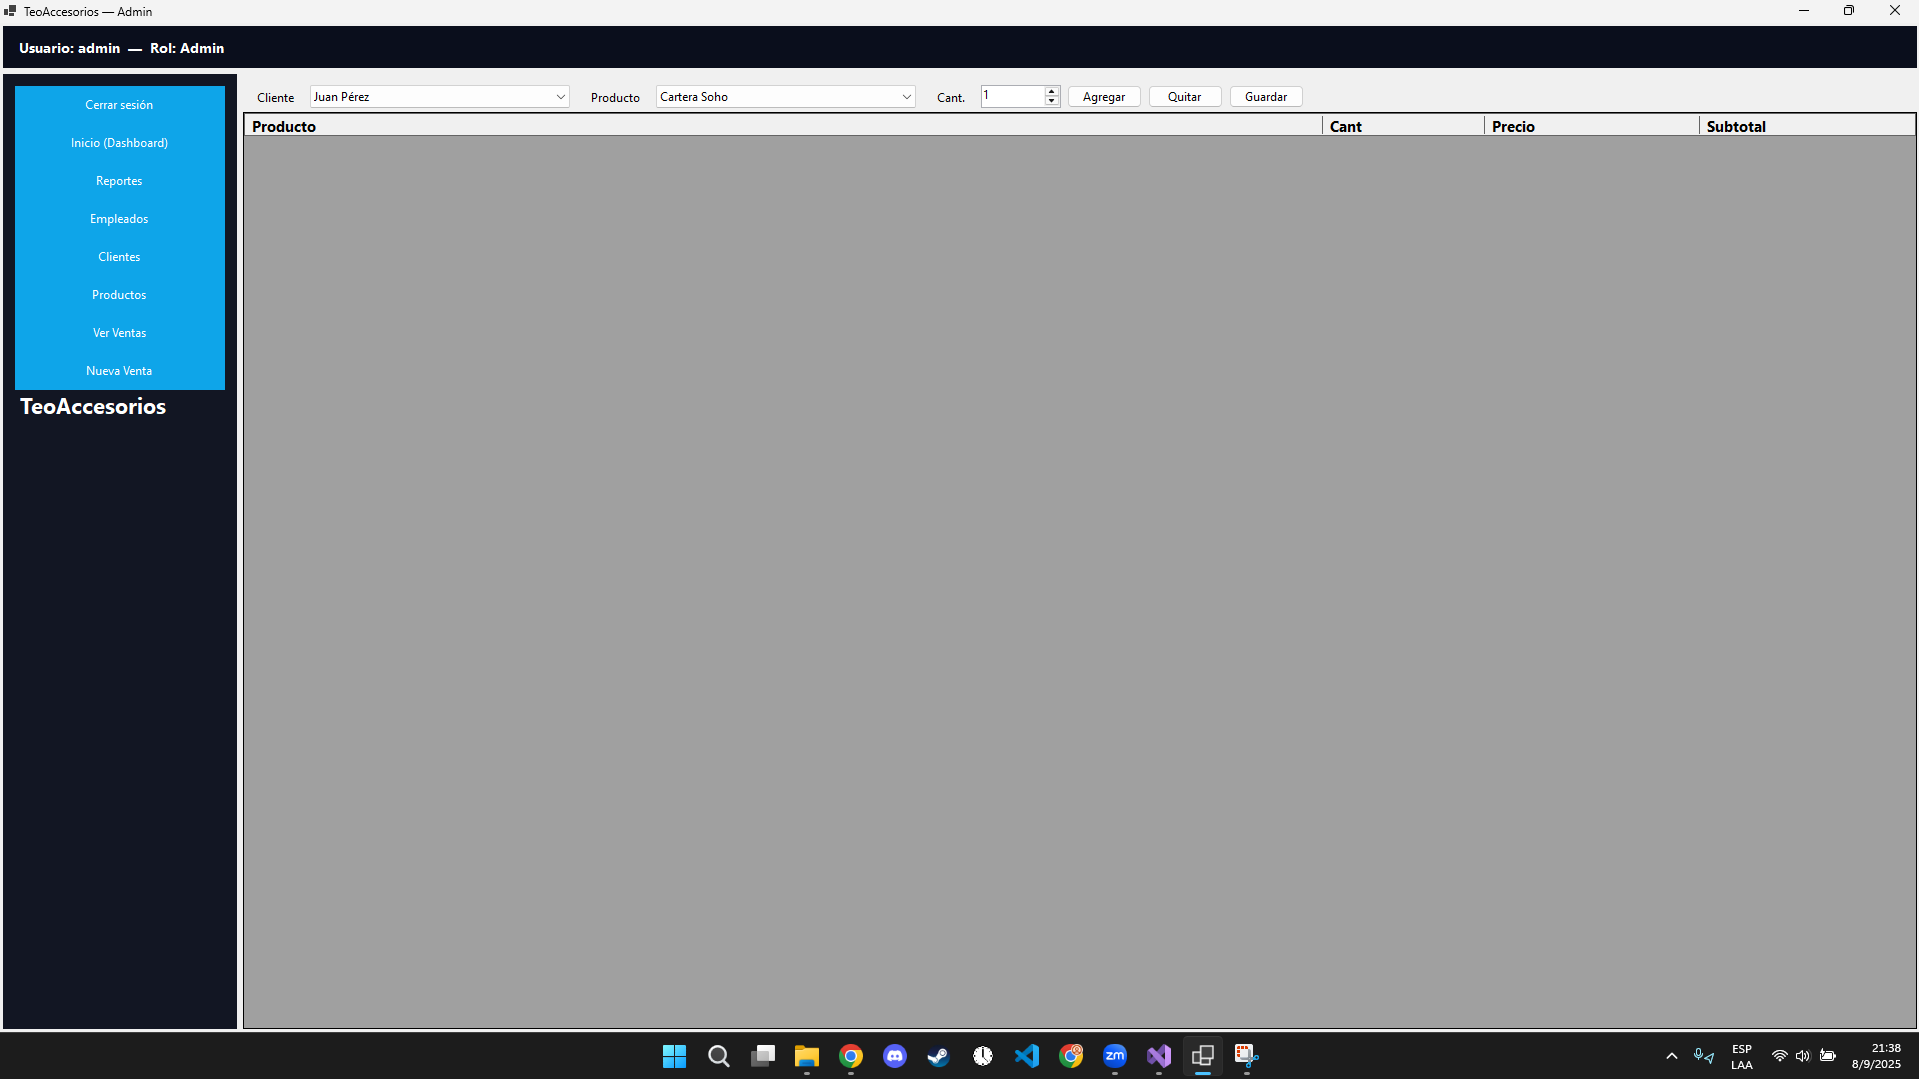 TeoAccesorios — Admin
Usuario: admin — Rol: Admin
Cerrar sesión
Inicio (Dashboard)
Reportes
Empleados
Clientes
Productos
Ver Ventas
Nueva Venta
TeoAccesorios
Cliente Juan Pérez Producto Cartera Soho Cant. 1 Agregar Quitar Guardar
Producto Cant Precio Subtotal
zm
ESP
LAA
21:38
8/9/2025